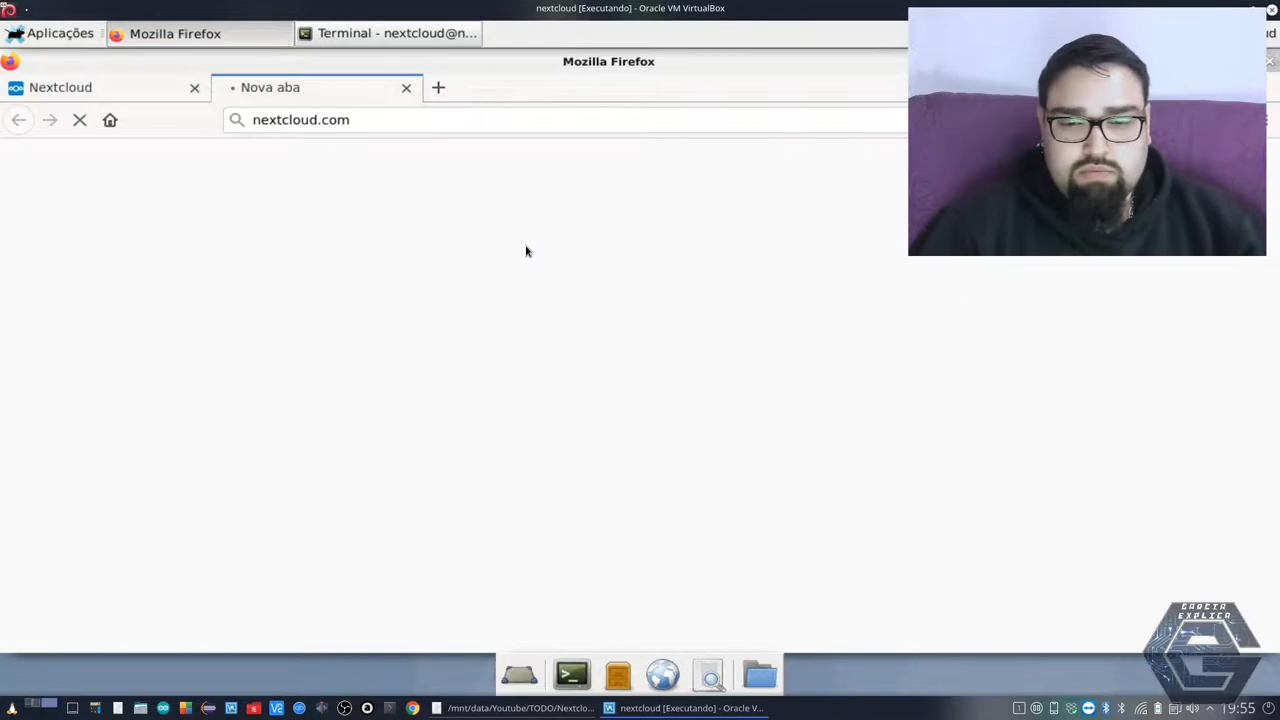 nextcloud [Executando] - Oracle VM VirtualBox
Aplicações
Mozilla Firefox
Terminal - nextcloud@n...
Mozilla Firefox
Nextcloud
Nova aba
nextcloud.com
GARCIA
EXPLICA
/mnt/data/Youtube/TODO/Nextclo...
nextcloud [Executando] - Oracle V...
19:55